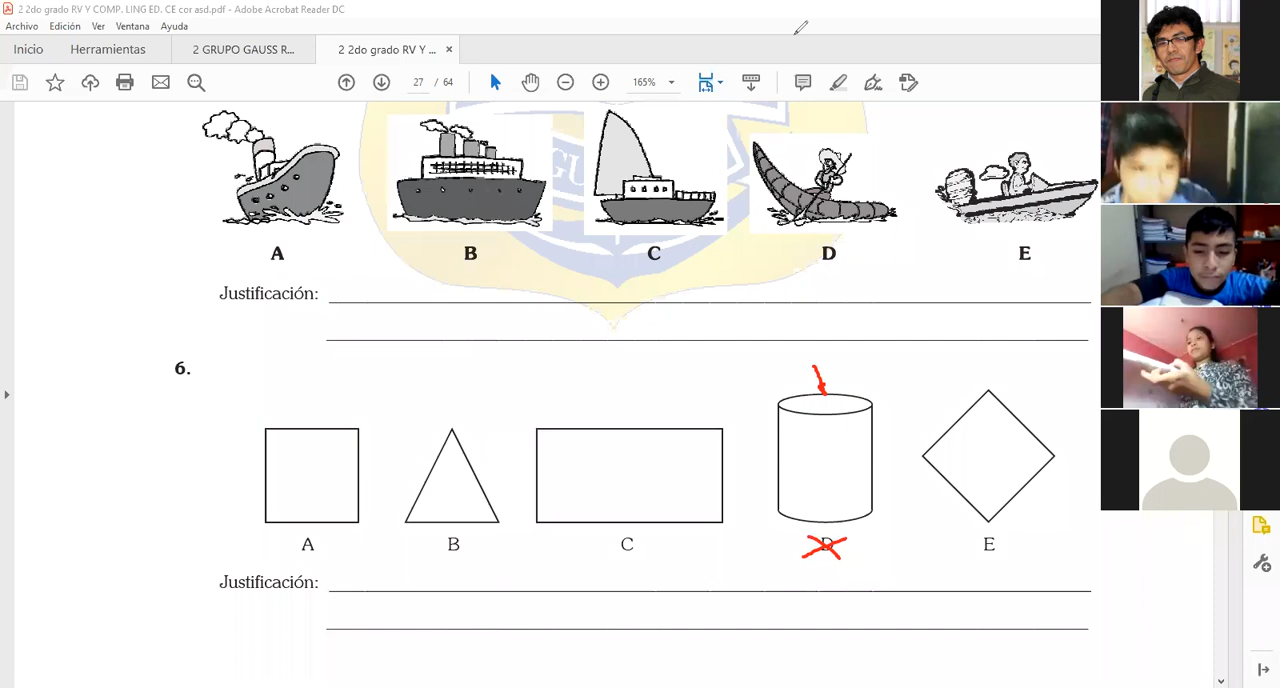 2 2do grado RV Y COMP. LING ED. CE cor asd.pdf - Adobe Acrobat Reader DC
Archivo Edición Ver Ventana Ayuda
Inicio Herramientas 2 GRUPO GAUSS R... 2 2do grado RV Y ... ×
27 / 64 165%
GU
A B C D E
Justificación:
6.
A B C D E
Justificación: